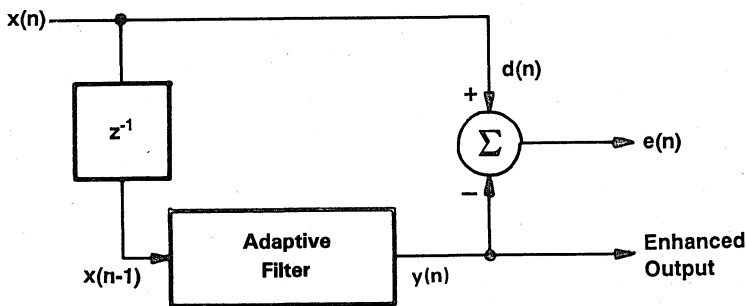 x(n)
d(n)
+
z⁻¹
Σ
e(n)
−
Adaptive
Filter
x(n-1)
y(n)
Enhanced
Output